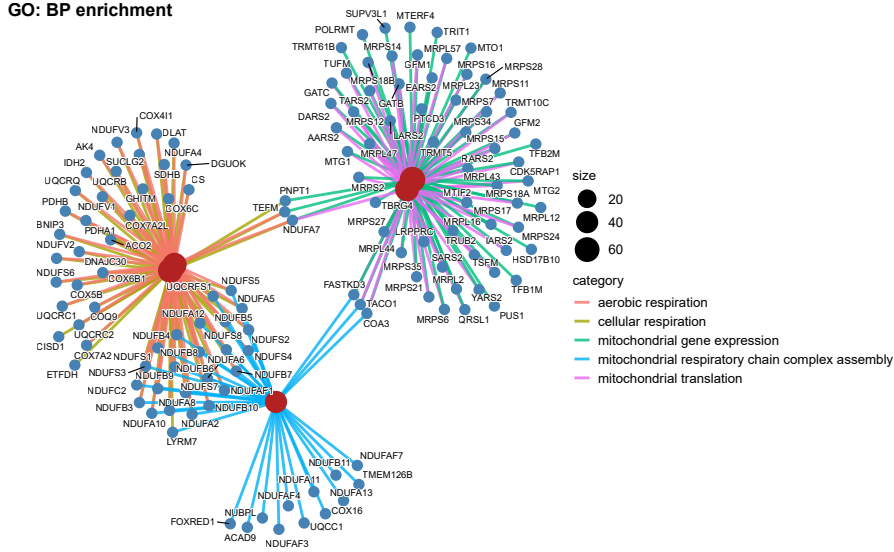 GO: BP enrichment
SUPV3L1
MTERF4
POLRMT
TRIT1
TRMT61B
MRPS14
MRPL57
MTO1
TUFM
GFM1
MRPS16
MRPS28
GATC
MRPS18B
EARS2
MRPL23
MRPS11
TARS2
GATB
MRPS7
TRMT10C
DARS2
MRPS12
PTCD3
MRPS34
GFM2
AARS2
LARS2
MRPS15
MTG1
MRPL47
TRMT5
RARS2
TFB2M
CDK5RAP1
MRPL43
MRPS2
MTIF2
MRPS18A
MTG2
PNPT1
TBRG4
MRPS17
MRPL12
TEFM
MRPS27
MRPL16
MRPS24
NDUFA7
LRPPRC
TRUB2
IARS2
HSD17B10
MRPL44
SARS2
TSFM
MRPS35
FASTKD3
MRPS21
MRPL2
YARS2
TFB1M
TACO1
MRPS6
QRSL1
PUS1
COA3
COX4I1
NDUFV3
DLAT
AK4
NDUFA4
IDH2
SUCLG2
DGUOK
UQCRQ
UQCRB
SDHB
CS
PDHB
NDUFV1
GHITM
COX6C
BNIP3
PDHA1
COX7A2L
NDUFV2
ACO2
DNAJC30
NDUFS6
COX6B1
UQCRFS1
NDUFS5
COX5B
NDUFA5
UQCRC1
COQ9
NDUFA12
NDUFB5
UQCRC2
NDUFB4
NDUFS8
NDUFS2
CISD1
COX7A2
NDUFS1
NDUFB8
NDUFA6
NDUFS4
ETFDH
NDUFS3
NDUFB9
NDUFB6
NDUFB7
NDUFC2
NDUFS7
NDUFAF1
NDUFB3
NDUFA8
NDUFB10
NDUFA10
NDUFA2
LYRM7
NDUFB11
NDUFAF7
NDUFA11
TMEM126B
NDUFAF4
NDUFA13
NUBPL
COX16
FOXRED1
UQCC1
ACAD9
NDUFAF3
size
20
40
60
category
aerobic respiration
cellular respiration
mitochondrial gene expression
mitochondrial respiratory chain complex assembly
mitochondrial translation